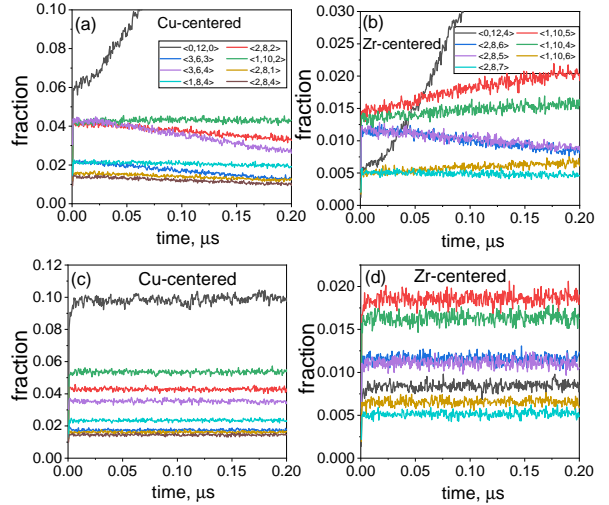 (a) Cu-centered
<0,12,0> <2,8,2>
<3,6,3> <1,10,2>
<3,6,4> <2,8,1>
<1,8,4> <2,8,4>
0.10
0.08
0.06
0.04
0.02
0.00
fraction
0.00 0.05 0.10 0.15 0.20
time, μs
(b)
Zr-centered
<0,12,4> <1,10,5>
<2,8,6> <1,10,4>
<2,8,5> <1,10,6>
<2,8,7>
0.030
0.025
0.020
0.015
0.010
0.005
0.000
fraction
0.00 0.05 0.10 0.15 0.20
time, μs
(c) Cu-centered
0.12
0.10
0.08
0.06
0.04
0.02
0.00
fraction
0.00 0.05 0.10 0.15 0.20
time, μs
(d) Zr-centered
0.020
0.015
0.010
0.005
0.000
fraction
0.00 0.05 0.10 0.15 0.20
time, μs